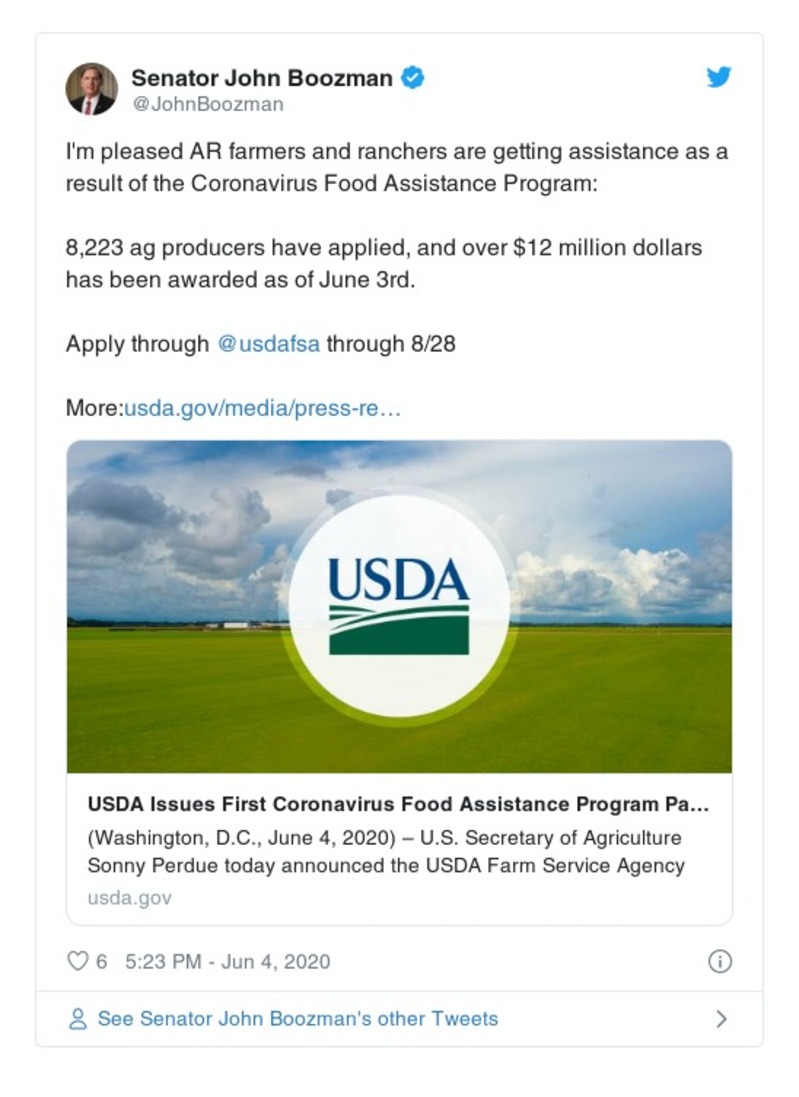 Senator John Boozman
@JohnBoozman
I'm pleased AR farmers and ranchers are getting assistance as a
result of the Coronavirus Food Assistance Program:
8,223 ag producers have applied, and over $12 million dollars
has been awarded as of June 3rd.
Apply through @usdafsa through 8/28
More:usda.gov/media/press-re…
USDA
USDA Issues First Coronavirus Food Assistance Program Pa...
(Washington, D.C., June 4, 2020) – U.S. Secretary of Agriculture
Sonny Perdue today announced the USDA Farm Service Agency
usda.gov
6 5:23 PM - Jun 4, 2020
See Senator John Boozman's other Tweets